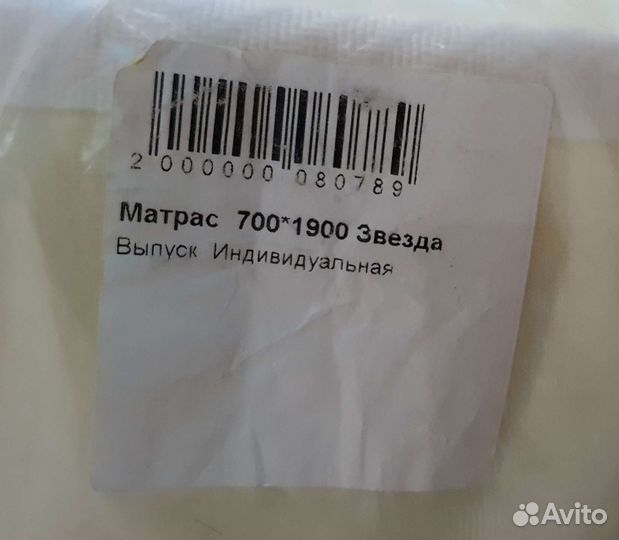 2 000000 080789
Матрас 700*1900 Звезда
Выпуск Индивидуальная
Avito